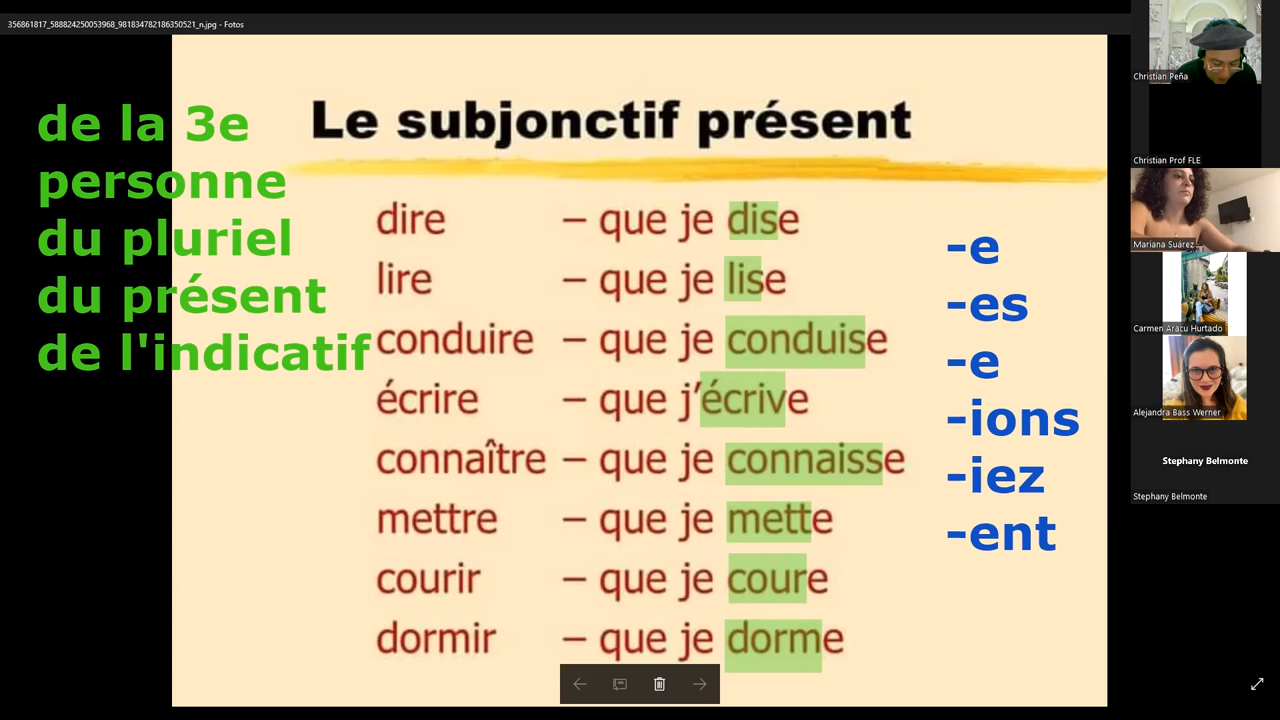 356861817_588824250053968_981834782186350521_n.jpg - Fotos
de la 3e
personne
du pluriel
du présent
de l'indicatif
Le subjonctif présent
dire – que je dise
lire – que je lise
conduire – que je conduise
écrire – que j’écrive
connaître – que je connaisse
mettre – que je mette
courir – que je coure
dormir – que je dorme
-e
-es
-e
-ions
-iez
-ent
Christian Peña
Christian Prof FLE
Mariana Suárez
Carmen Aracu Hurtado
Alejandra Bass Werner
Stephany Belmonte
Stephany Belmonte